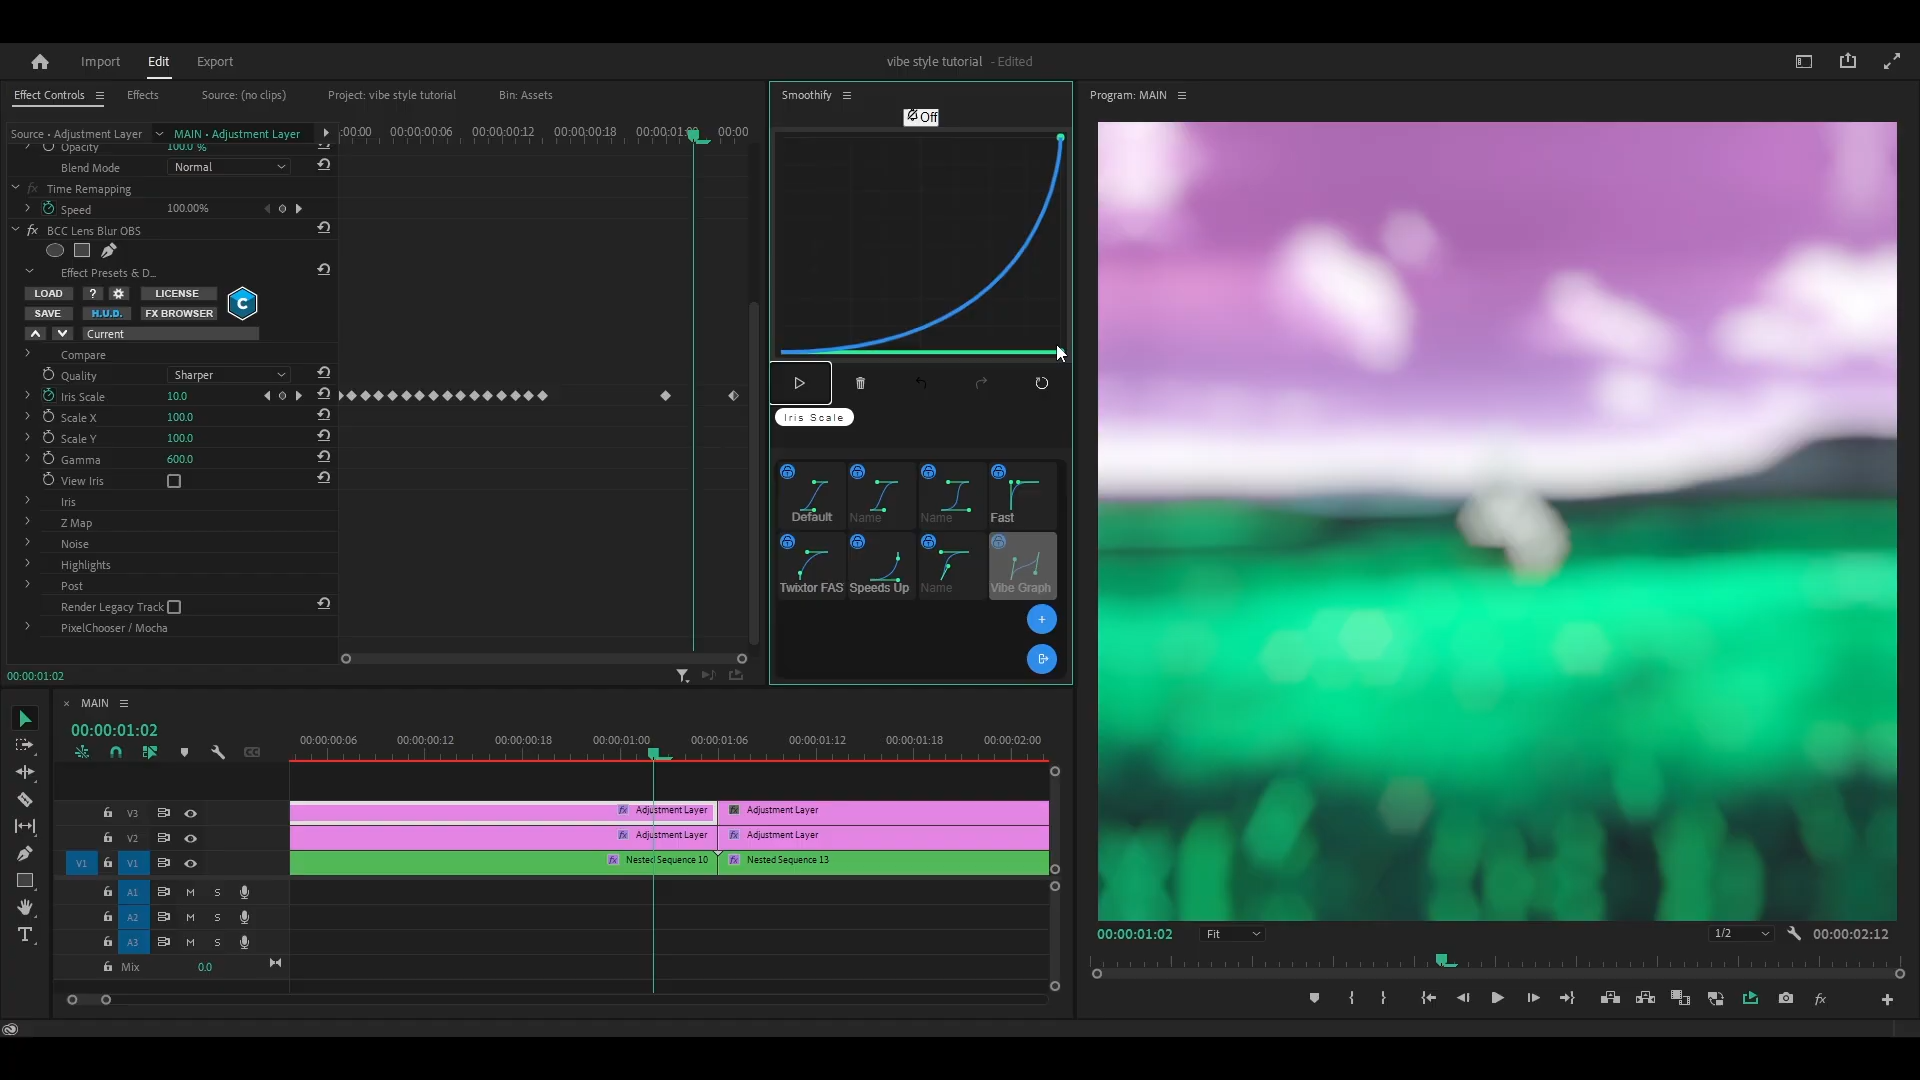 Import
Edit
Export
vibe style tutorial - Edited
Effect Controls
Effects
Source: (no clips)
Project: vibe style tutorial
Bin: Assets
Smoothify
Program: MAIN
Source • Adjustment Layer
MAIN • Adjustment Layer
:00:00
00:00:00:06
00:00:00:12
00:00:00:18
00:00
Off
Opacity
100.0 %
Blend Mode
Normal
Time Remapping
Speed
100.00%
fx BCC Lens Blur OBS
Effect Presets & D...
LOAD
?
LICENSE
SAVE
H.U.D.
FX BROWSER
C
Current
Compare
Quality
Sharper
Iris Scale
10.0
Scale X
100.0
Scale Y
100.0
Gamma
600.0
View Iris
Iris
Z Map
Noise
Highlights
Post
Render Legacy Track
PixelChooser / Mocha
00:00:01:02
Iris Scale
Default
Name
Name
Fast
Twixtor FAS
Speeds Up
Name
Vibe Graph
+
MAIN
00:00:01:02
00:00:00:06
00:00:00:12
00:00:00:18
00:00:01:00
00:00:01:06
00:00:01:12
00:00:01:18
00:00:02:00
V3
fx Adjustment Layer
fx Adjustment Layer
V2
fx Adjustment Layer
fx Adjustment Layer
V1
V1
fx Nested Sequence 10
fx Nested Sequence 13
A1
M
S
A2
M
S
A3
M
S
Mix
0.0
00:00:01:02
Fit
1/2
00:00:02:12
fx